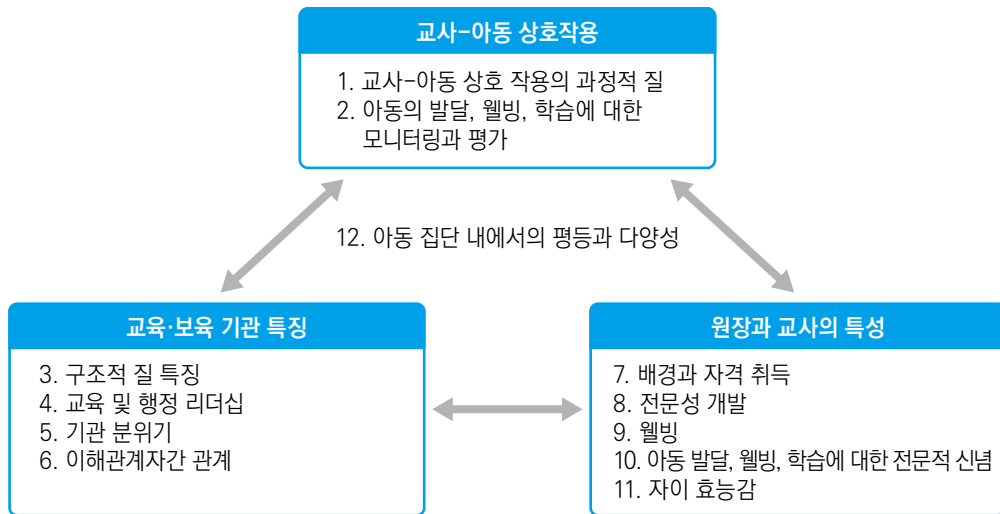 교사-아동 상호작용
1. 교사-아동 상호 작용의 과정적 질
2. 아동의 발달, 웰빙, 학습에 대한
모니터링과 평가
12. 아동 집단 내에서의 평등과 다양성
교육·보육 기관 특징
3. 구조적 질 특징
4. 교육 및 행정 리더십
5. 기관 분위기
6. 이해관계자간 관계
원장과 교사의 특성
7. 배경과 자격 취득
8. 전문성 개발
9. 웰빙
10. 아동 발달, 웰빙, 학습에 대한 전문적 신념
11. 자이 효능감